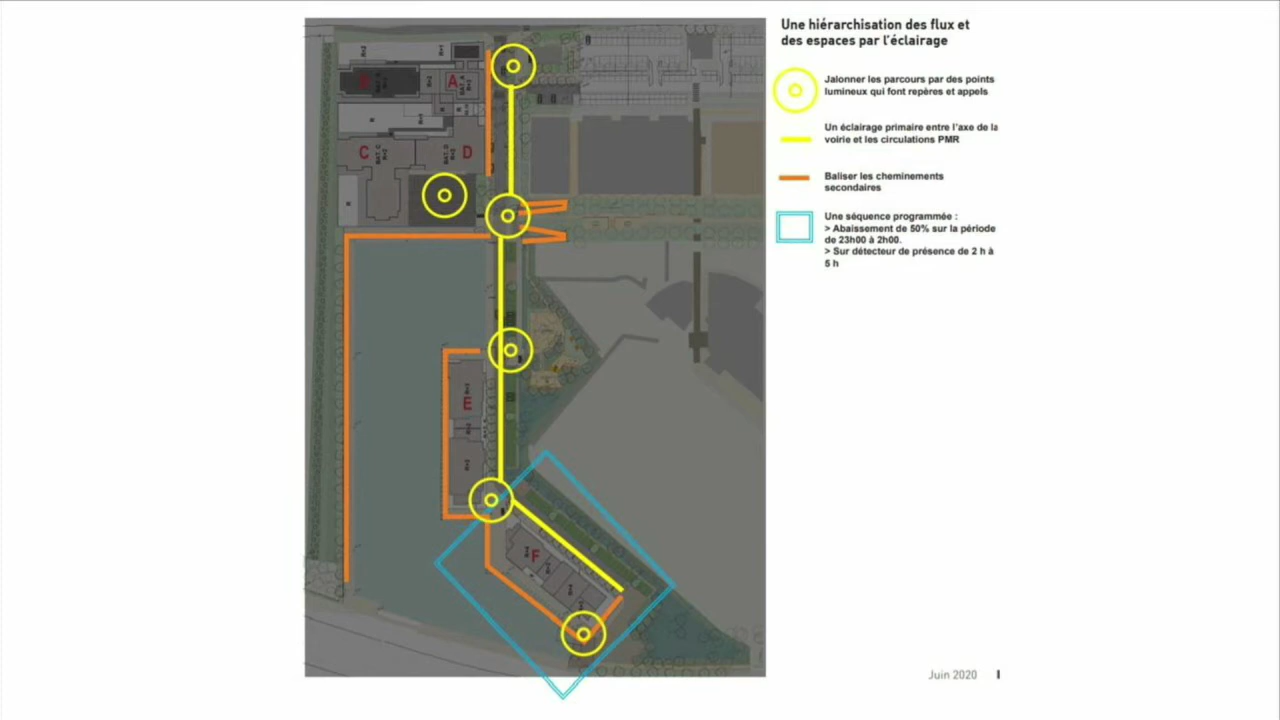 Une hiérarchisation des flux et
des espaces par l'éclairage
Jalonner les parcours par des points
lumineux qui font repères et appels
Un éclairage primaire entre l'axe de la
voirie et les circulations PMR
Baliser les cheminements
secondaires
Une séquence programmée :
> Abaissement de 50% sur la période
de 23h00 à 2h00.
> Sur détecteur de présence de 2 h à
5 h
A
C
D
E
F
Juin 2020